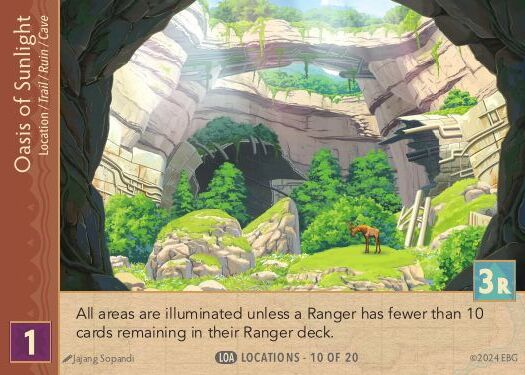 Oasis of Sunlight
Location / Trail / Ruin / Cave
3R
All areas are illuminated unless a Ranger has fewer than 10
cards remaining in their Ranger deck.
1
Jajang Sopandi
LOA LOCATIONS - 10 OF 20
©2024 EBG